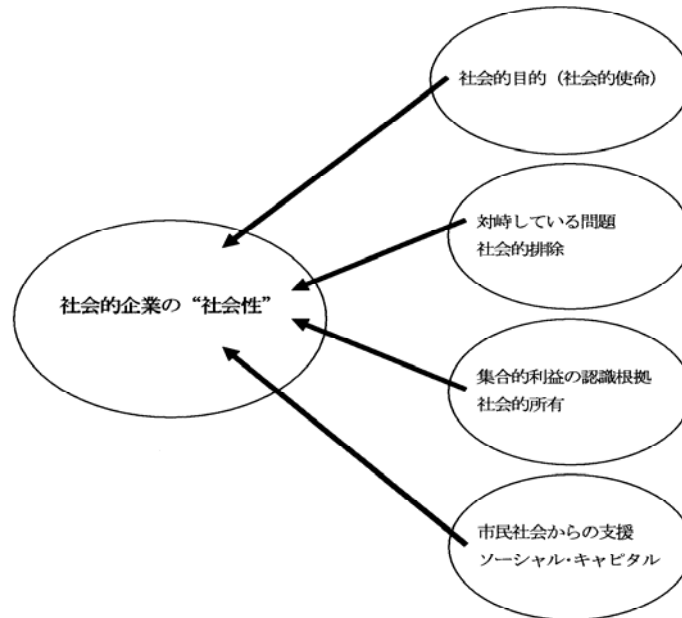 社会的目的（社会的使命）
対峙している問題
社会的排除
社会的企業の“社会性”
集合的利益の認識根拠
社会的所有
市民社会からの支援
ソーシャル・キャピタル